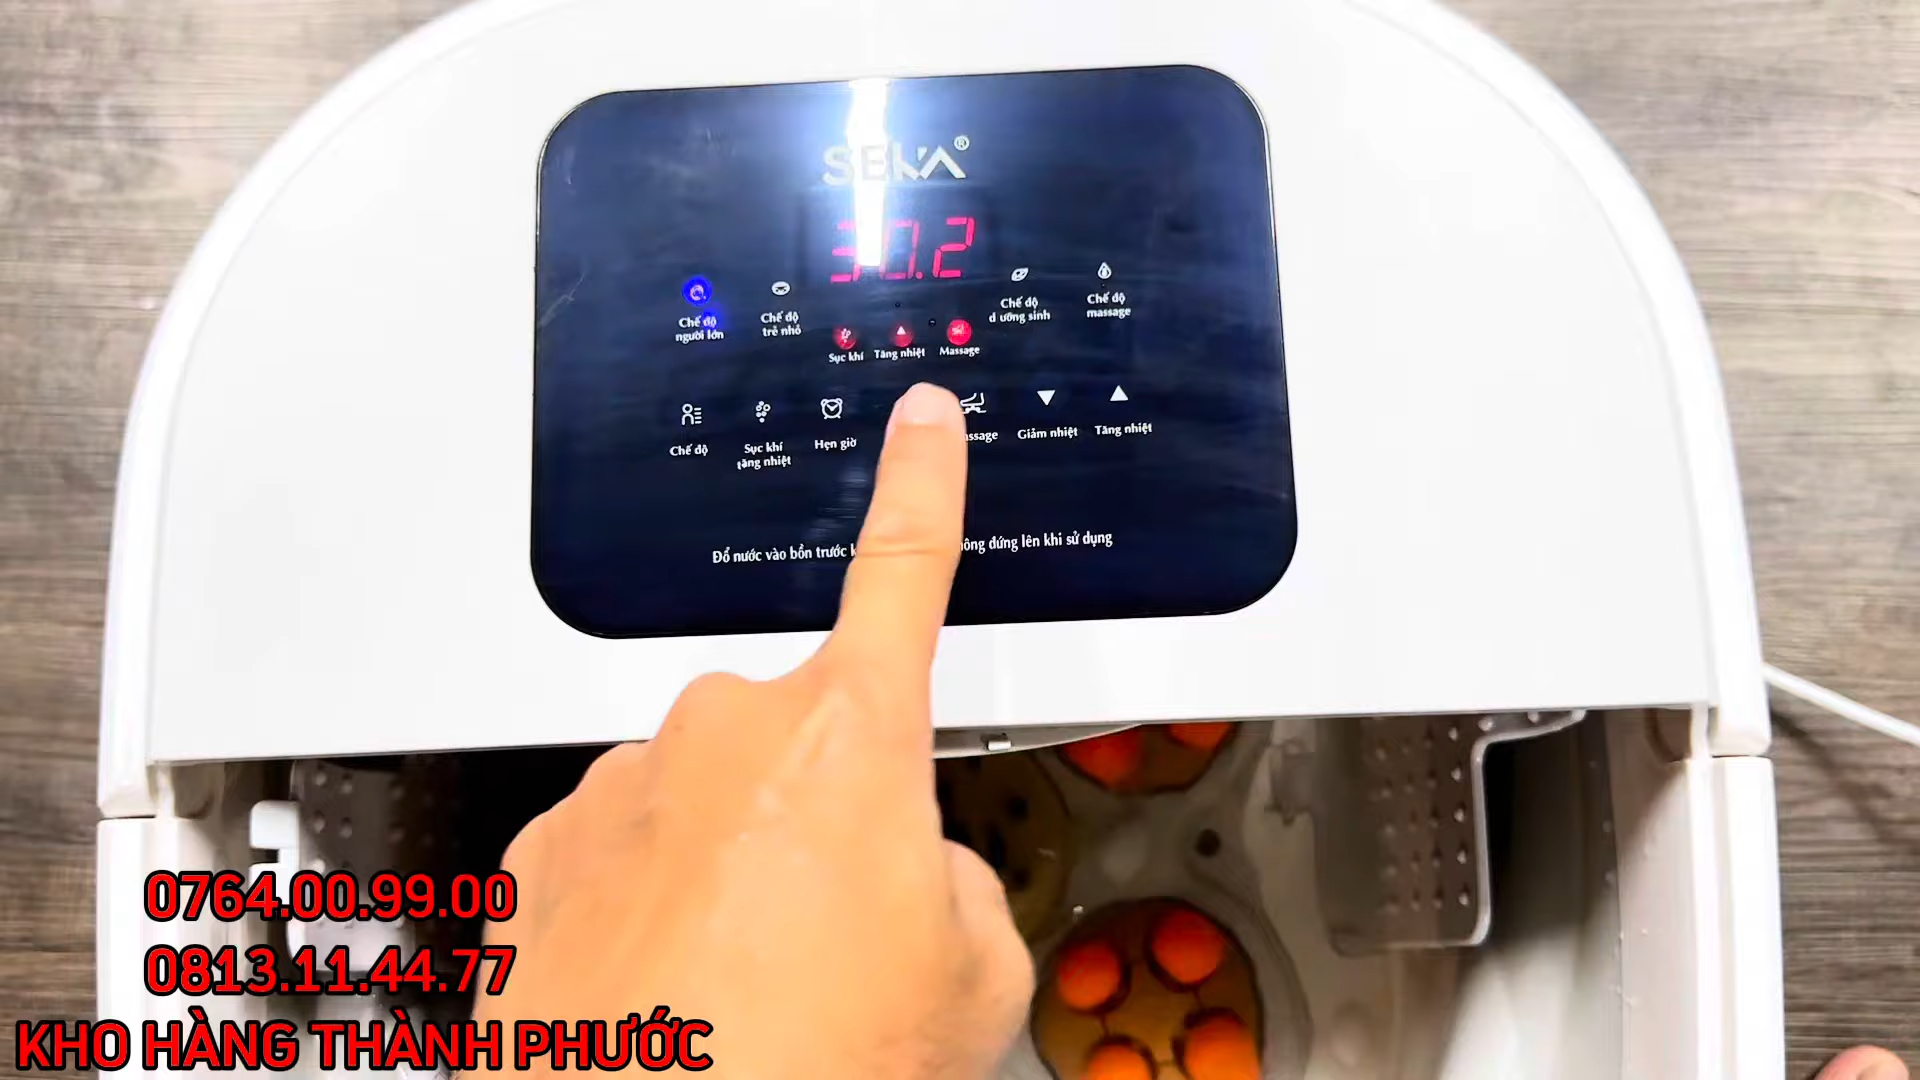 SEKA®
30.2
Chế độ
người lớn
Chế độ
trẻ nhỏ
Chế độ
dưỡng sinh
Chế độ
massage
Sục khí
Tăng nhiệt
Massage
Chế độ
Sục khí
tăng nhiệt
Hẹn giờ
Giảm nhiệt
Tăng nhiệt
Đổ nước vào bồn trước
đứng lên khi sử dụng
0764.00.99.00
0813.11.44.77
KHO HÀNG THÀNH PHƯỚC